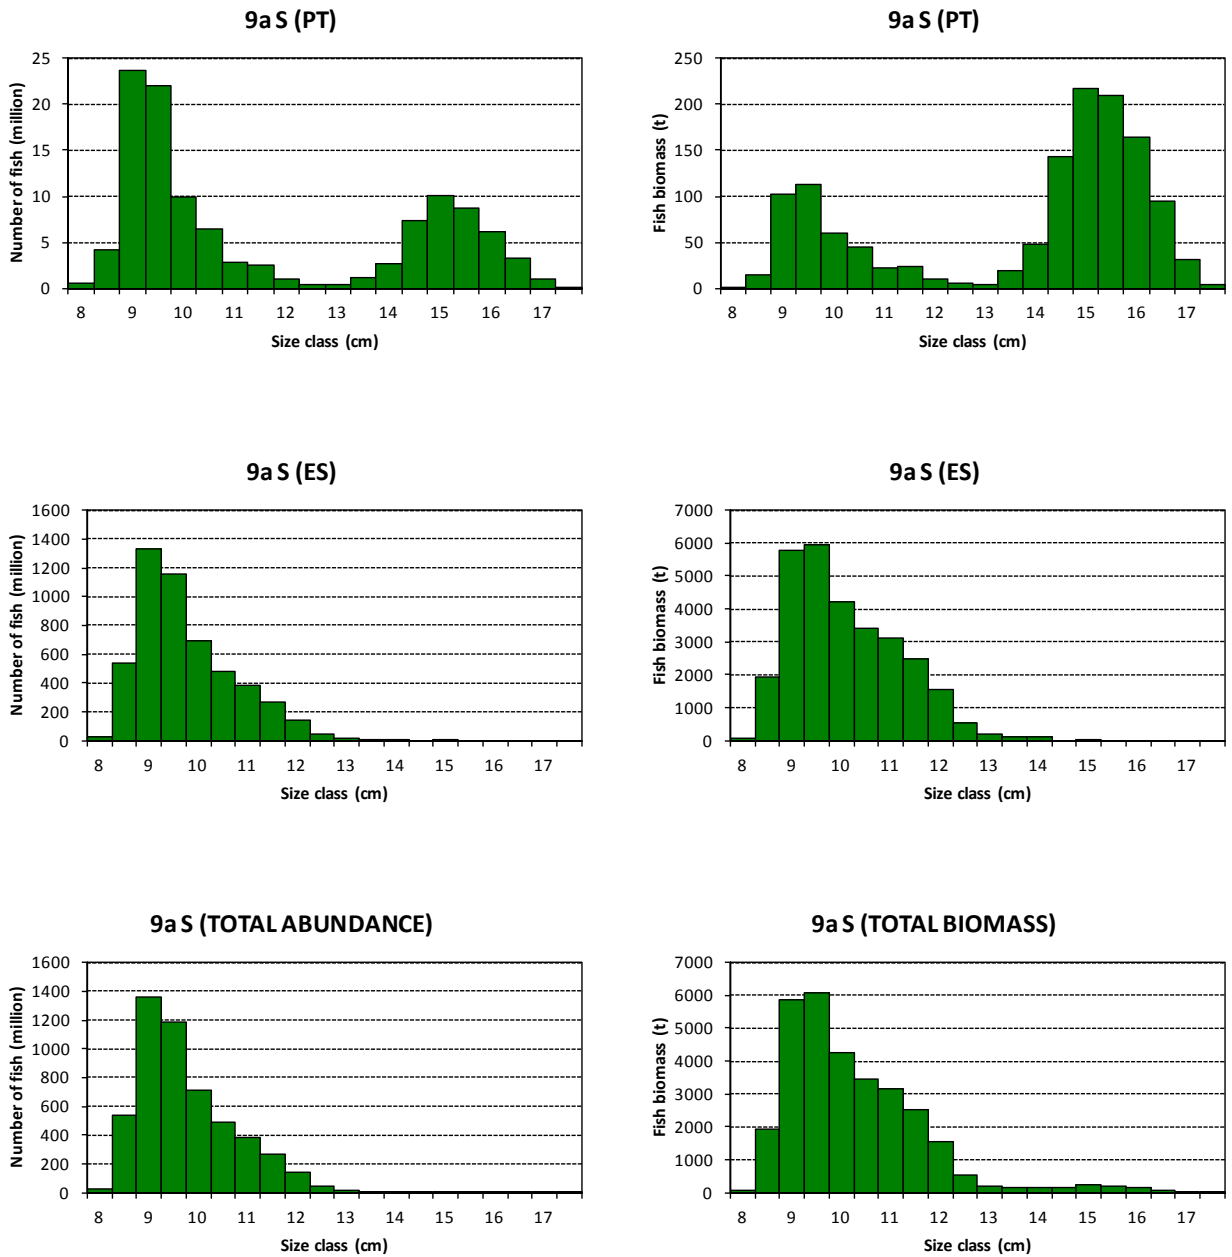 9a S (PT)
Number of fish (million)
25
20
15
10
5
0
8 9 10 11 12 13 14 15 16 17
Size class (cm)
9a S (PT)
Fish biomass (t)
250
200
150
100
50
0
8 9 10 11 12 13 14 15 16 17
Size class (cm)
9a S (ES)
Number of fish (million)
1600
1400
1200
1000
800
600
400
200
0
8 9 10 11 12 13 14 15 16 17
Size class (cm)
9a S (ES)
Fish biomass (t)
7000
6000
5000
4000
3000
2000
1000
0
8 9 10 11 12 13 14 15 16 17
Size class (cm)
9a S (TOTAL ABUNDANCE)
Number of fish (million)
1600
1400
1200
1000
800
600
400
200
0
8 9 10 11 12 13 14 15 16 17
Size class (cm)
9a S (TOTAL BIOMASS)
Fish biomass (t)
7000
6000
5000
4000
3000
2000
1000
0
8 9 10 11 12 13 14 15 16 17
Size class (cm)